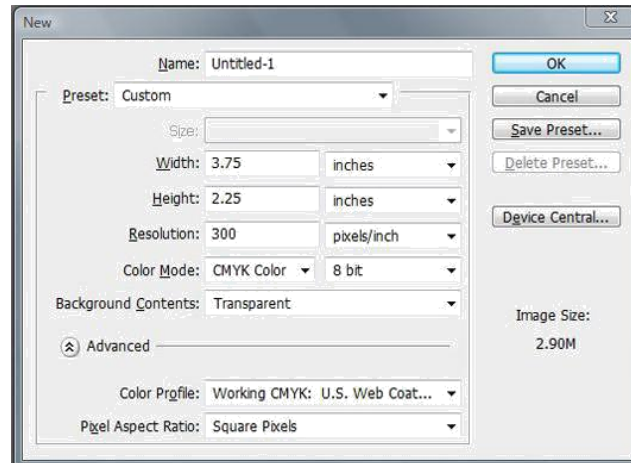 New
Name: Untitled-1
OK
Preset: Custom
Cancel
Size:
Save Preset...
Width: 3.75 inches
Delete Preset...
Height: 2.25 inches
Device Central...
Resolution: 300 pixels/inch
Color Mode: CMYK Color 8 bit
Background Contents: Transparent
Image Size:
2.90M
Advanced
Color Profile: Working CMYK: U.S. Web Coat...
Pixel Aspect Ratio: Square Pixels